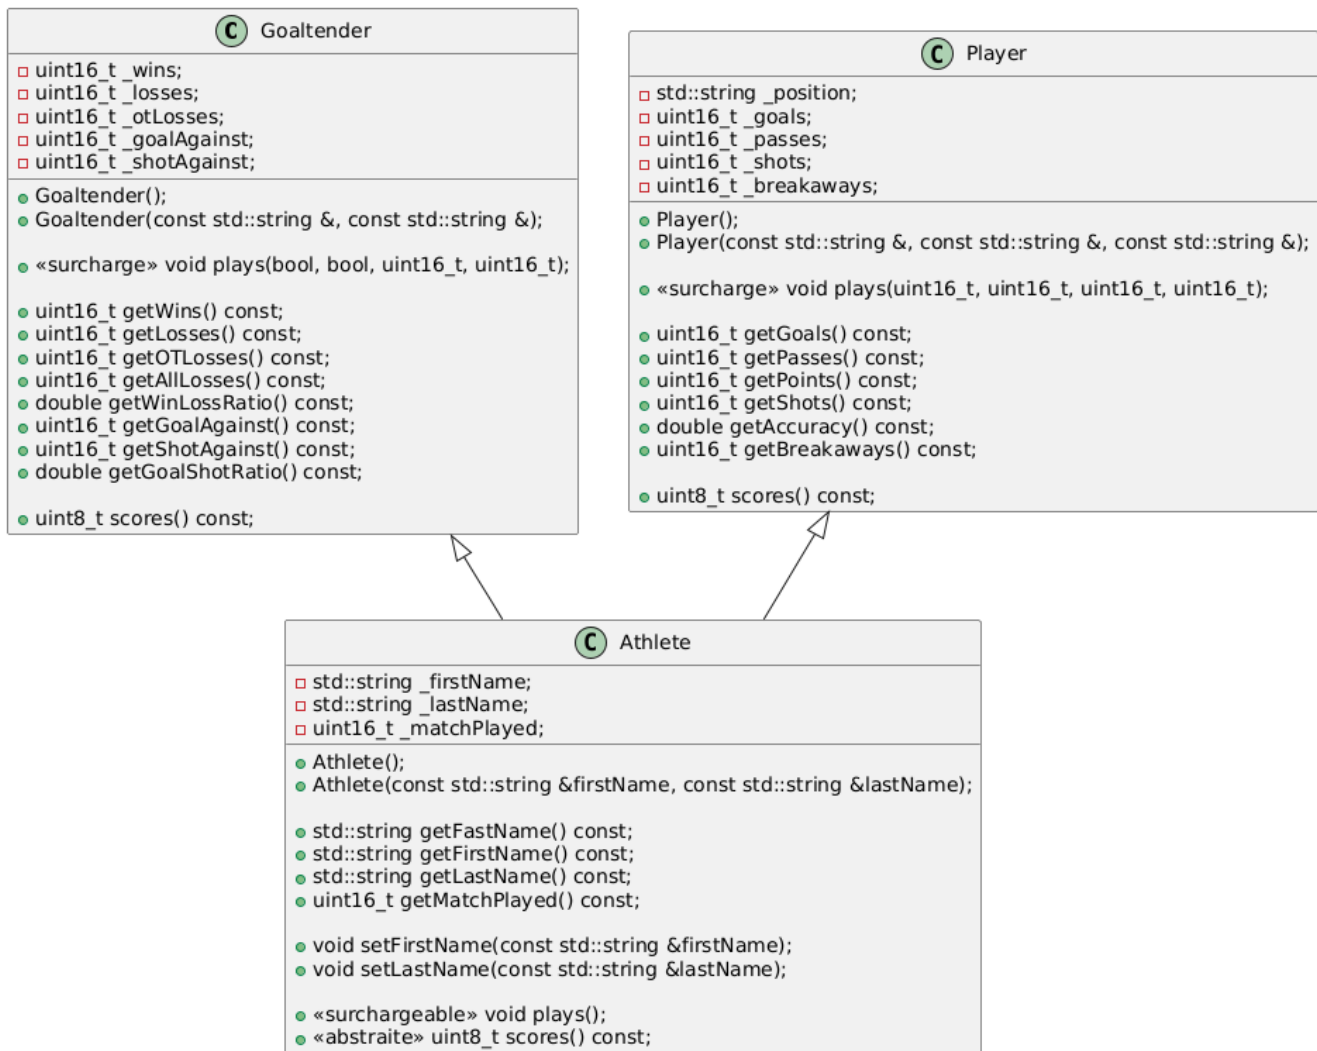 C Goaltender
uint16_t _wins;
uint16_t _losses;
uint16_t _otLosses;
uint16_t _goalAgainst;
uint16_t _shotAgainst;
Goaltender();
Goaltender(const std::string &, const std::string &);
«surcharge» void plays(bool, bool, uint16_t, uint16_t);
uint16_t getWins() const;
uint16_t getLosses() const;
uint16_t getOTLosses() const;
uint16_t getAllLosses() const;
double getWinLossRatio() const;
uint16_t getGoalAgainst() const;
uint16_t getShotAgainst() const;
double getGoalShotRatio() const;
uint8_t scores() const;
C Player
std::string _position;
uint16_t _goals;
uint16_t _passes;
uint16_t _shots;
uint16_t _breakaways;
Player();
Player(const std::string &, const std::string &, const std::string &);
«surcharge» void plays(uint16_t, uint16_t, uint16_t, uint16_t);
uint16_t getGoals() const;
uint16_t getPasses() const;
uint16_t getPoints() const;
uint16_t getShots() const;
double getAccuracy() const;
uint16_t getBreakaways() const;
uint8_t scores() const;
C Athlete
std::string _firstName;
std::string _lastName;
uint16_t _matchPlayed;
Athlete();
Athlete(const std::string &firstName, const std::string &lastName);
std::string getFastName() const;
std::string getFirstName() const;
std::string getLastName() const;
uint16_t getMatchPlayed() const;
void setFirstName(const std::string &firstName);
void setLastName(const std::string &lastName);
«surchargeable» void plays();
«abstraite» uint8_t scores() const;